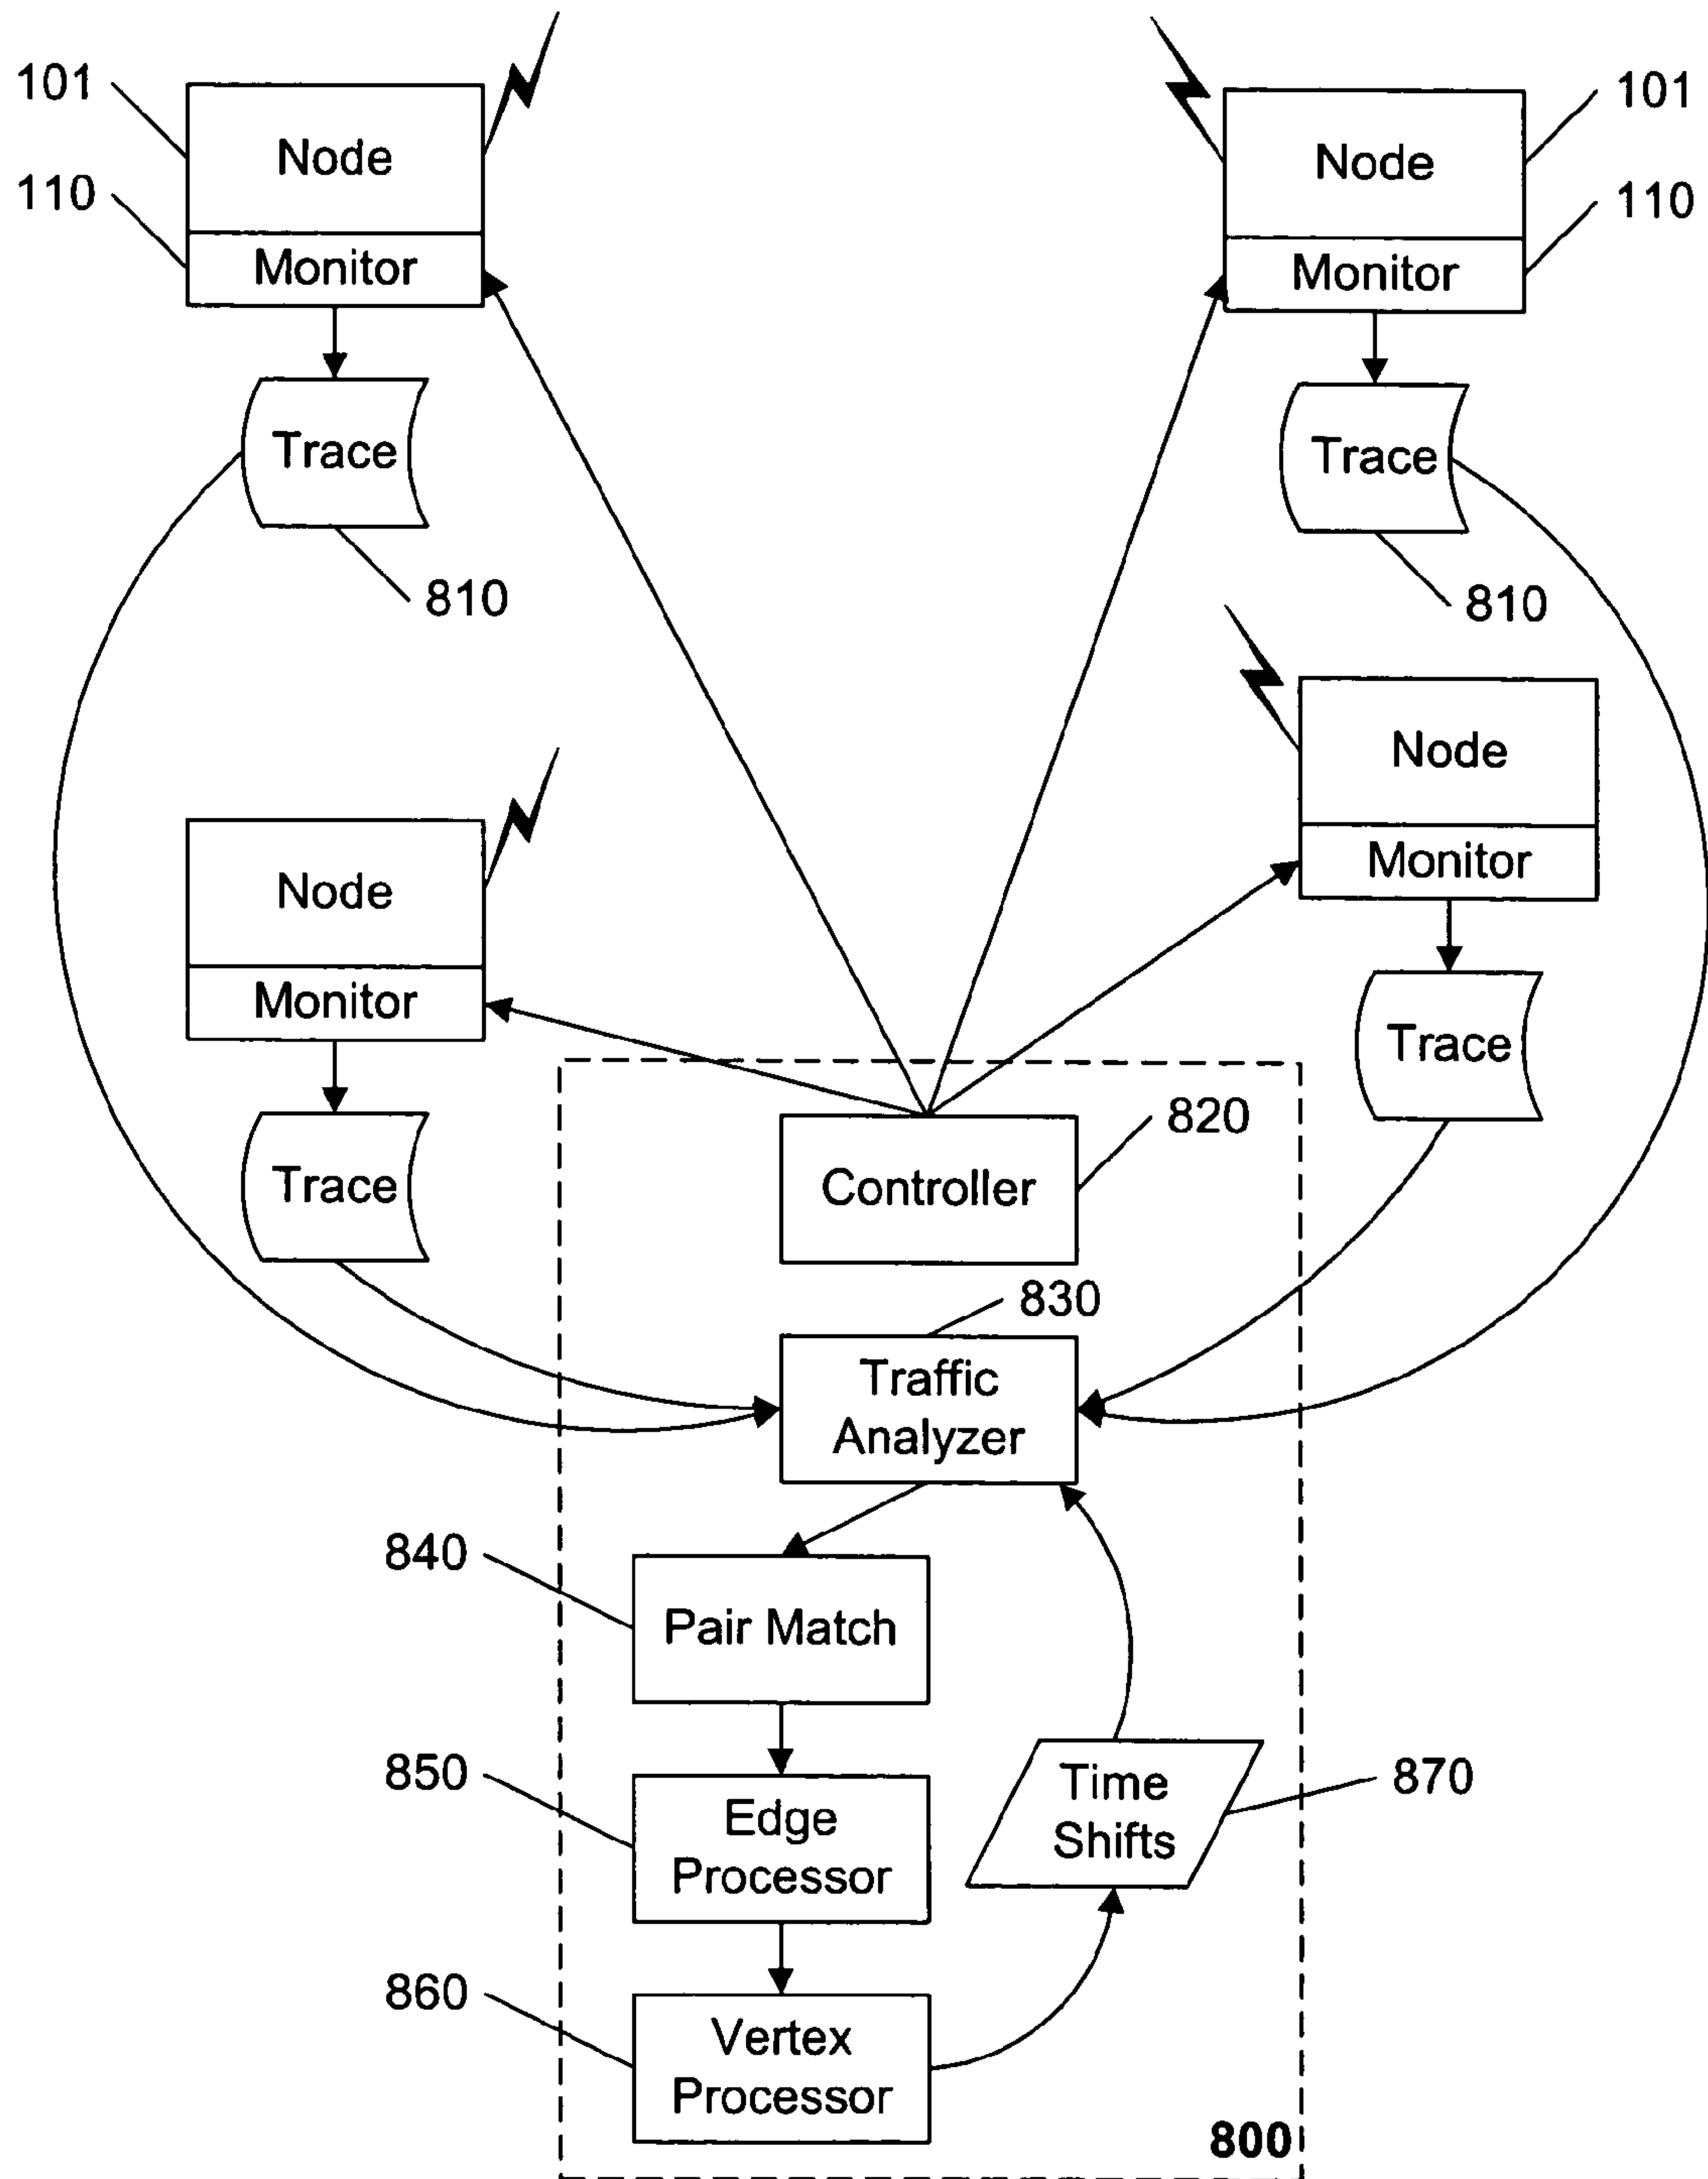 101
Node
110
Monitor
Trace
810
101
Node
110
Monitor
Trace
810
Node
Monitor
Trace
Node
Monitor
Trace
820
Controller
830
Traffic
Analyzer
840
Pair Match
850
Edge
Processor
Time
Shifts
870
860
Vertex
Processor
800